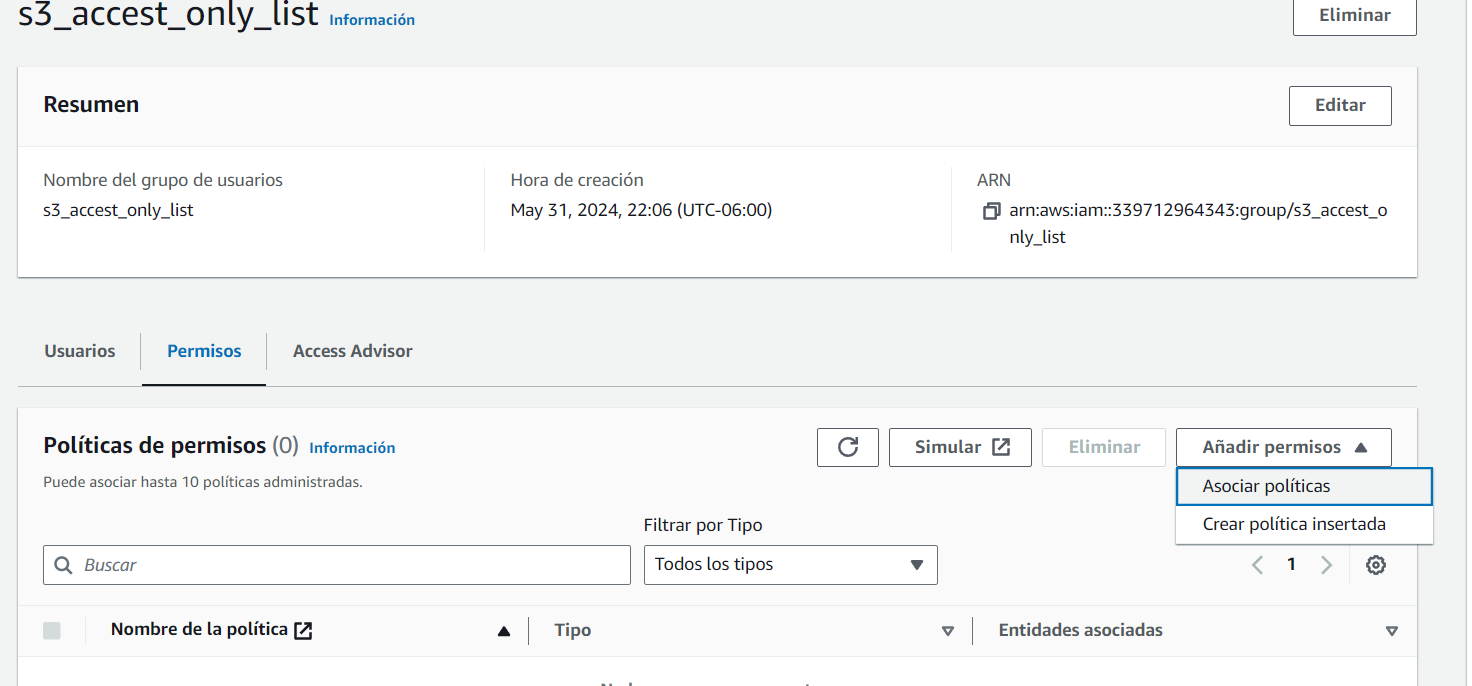 s3_accest_only_list Información
Eliminar
Resumen
Editar
Nombre del grupo de usuarios
s3_accest_only_list
Hora de creación
May 31, 2024, 22:06 (UTC-06:00)
ARN
arn:aws:iam::339712964343:group/s3_accest_o
nly_list
Usuarios
Permisos
Access Advisor
Políticas de permisos (0) Información
Simular
Eliminar
Añadir permisos
Puede asociar hasta 10 políticas administradas.
Asociar políticas
Crear política insertada
Filtrar por Tipo
Buscar
Todos los tipos
1
Nombre de la política
Tipo
Entidades asociadas